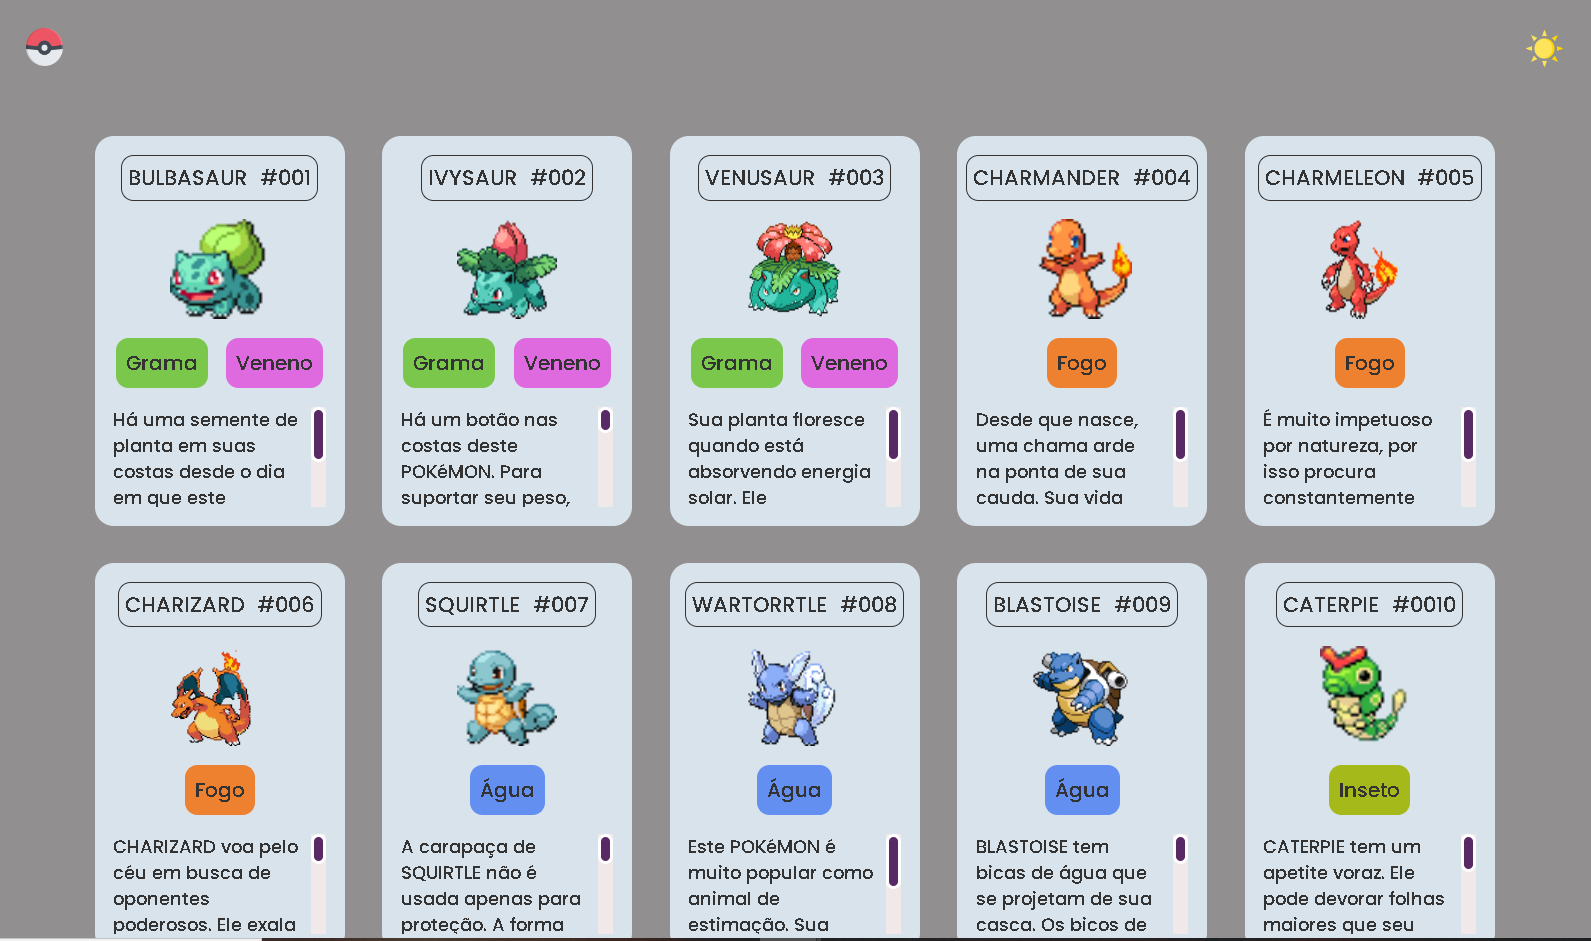 BULBASAUR #001
Grama Veneno
Há uma semente de
planta em suas
costas desde o dia
em que este
IVYSAUR #002
Grama Veneno
Há um botão nas
costas deste
POKéMON. Para
suportar seu peso,
VENUSAUR #003
Grama Veneno
Sua planta floresce
quando está
absorvendo energia
solar. Ele
CHARMANDER #004
Fogo
Desde que nasce,
uma chama arde
na ponta de sua
cauda. Sua vida
CHARMELEON #005
Fogo
É muito impetuoso
por natureza, por
isso procura
constantemente
CHARIZARD #006
Fogo
CHARIZARD voa pelo
céu em busca de
oponentes
poderosos. Ele exala
SQUIRTLE #007
Água
A carapaça de
SQUIRTLE não é
usada apenas para
proteção. A forma
WARTORRTLE #008
Água
Este POKéMON é
muito popular como
animal de
estimação. Sua
BLASTOISE #009
Água
BLASTOISE tem
bicas de água que
se projetam de sua
casca. Os bicos de
CATERPIE #0010
Inseto
CATERPIE tem um
apetite voraz. Ele
pode devorar folhas
maiores que seu